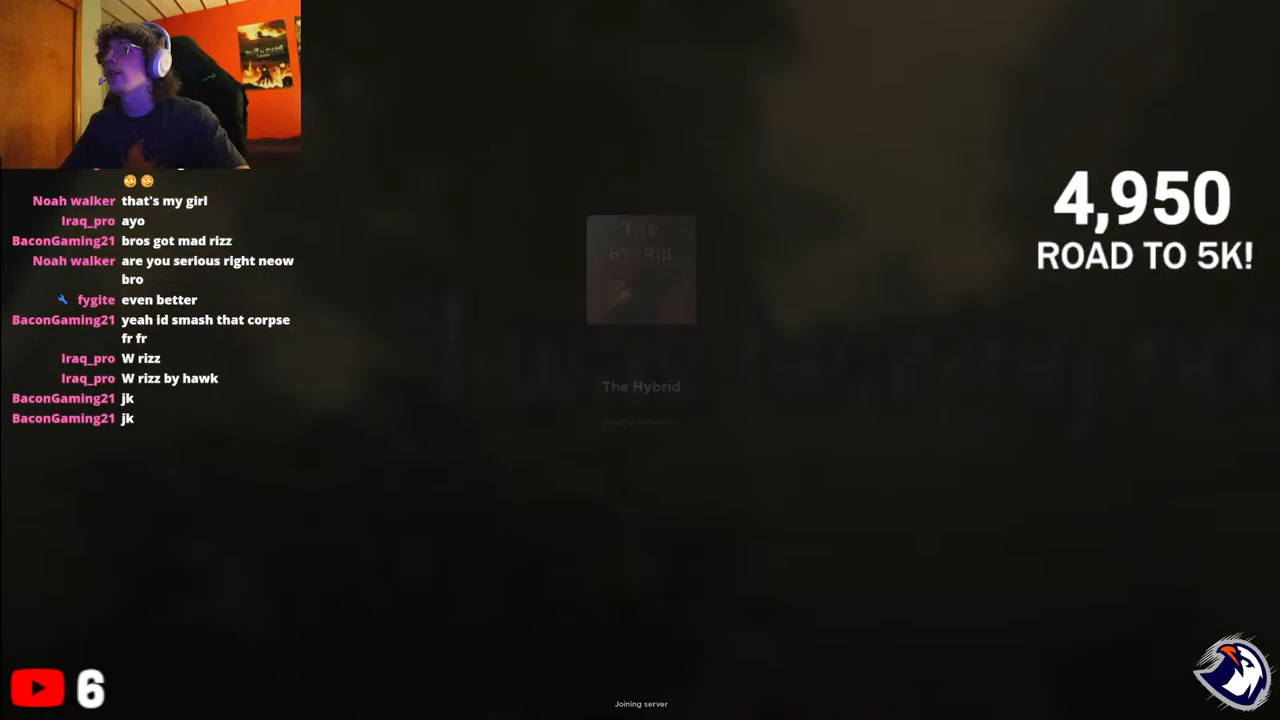 Noah walker that's my girl
Iraq_pro ayo
BaconGaming21 bros got mad rizz
Noah walker are you serious right neow
bro
fygite even better
BaconGaming21 yeah id smash that corpse
fr fr
Iraq_pro W rizz
Iraq_pro W rizz by hawk
BaconGaming21 jk
BaconGaming21 jk
4,950
ROAD TO 5K!
THE
HYBRID
The Hybrid
6
Joining server